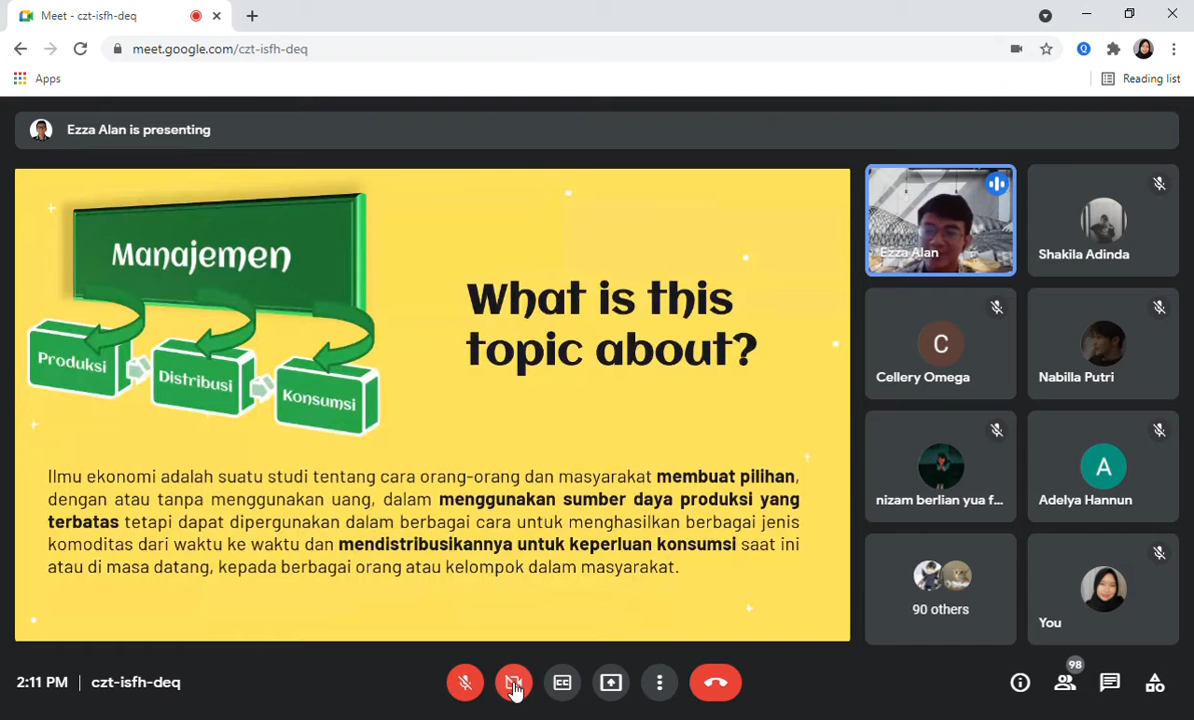 Meet - czt-isfh-deq
meet.google.com/czt-isfh-deq
Q
Apps
Reading list
Ezza Alan is presenting
Manajemen
Produksi
Distribusi
Konsumsi
What is this
topic about?
Ilmu ekonomi adalah suatu studi tentang cara orang-orang dan masyarakat membuat pilihan,
dengan atau tanpa menggunakan uang, dalam menggunakan sumber daya produksi yang
terbatas tetapi dapat dipergunakan dalam berbagai cara untuk menghasilkan berbagai jenis
komoditas dari waktu ke waktu dan mendistribusikannya untuk keperluan konsumsi saat ini
atau di masa datang, kepada berbagai orang atau kelompok dalam masyarakat.
Ezza Alan
Shakila Adinda
C
Cellery Omega
Nabilla Putri
nizam berlian yua f...
A
Adelya Hannun
90 others
You
2:11 PM | czt-isfh-deq
CC
98